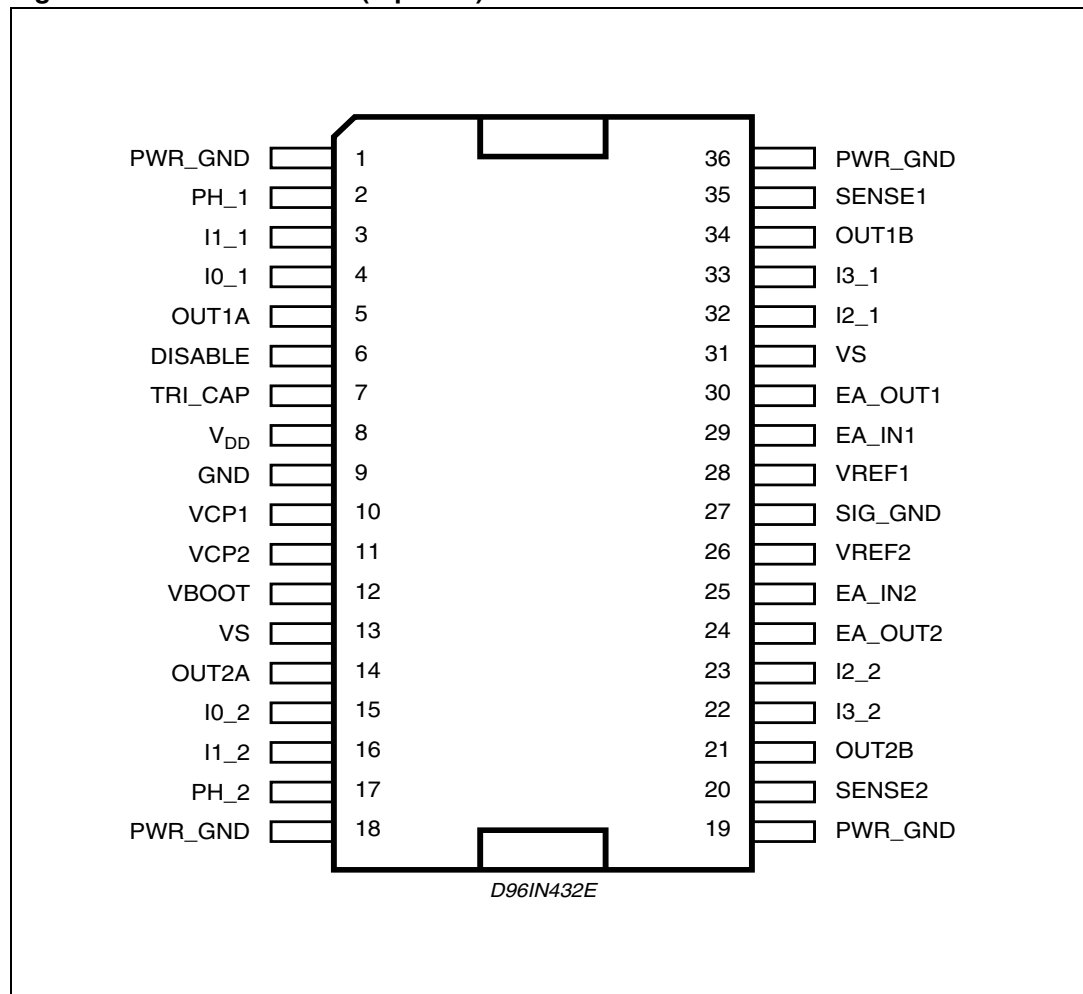 PWR_GND 1 36 PWR_GND
PH_1 2 35 SENSE1
I1_1 3 34 OUT1B
I0_1 4 33 I3_1
OUT1A 5 32 I2_1
DISABLE 6 31 VS
TRI_CAP 7 30 EA_OUT1
VDD 8 29 EA_IN1
GND 9 28 VREF1
VCP1 10 27 SIG_GND
VCP2 11 26 VREF2
VBOOT 12 25 EA_IN2
VS 13 24 EA_OUT2
OUT2A 14 23 I2_2
I0_2 15 22 I3_2
I1_2 16 21 OUT2B
PH_2 17 20 SENSE2
PWR_GND 18 19 PWR_GND
D96IN432E